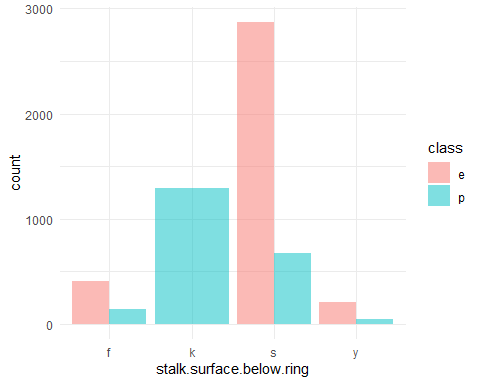 3000
2000
1000
0
count
f k s y
stalk.surface.below.ring
class
e
p